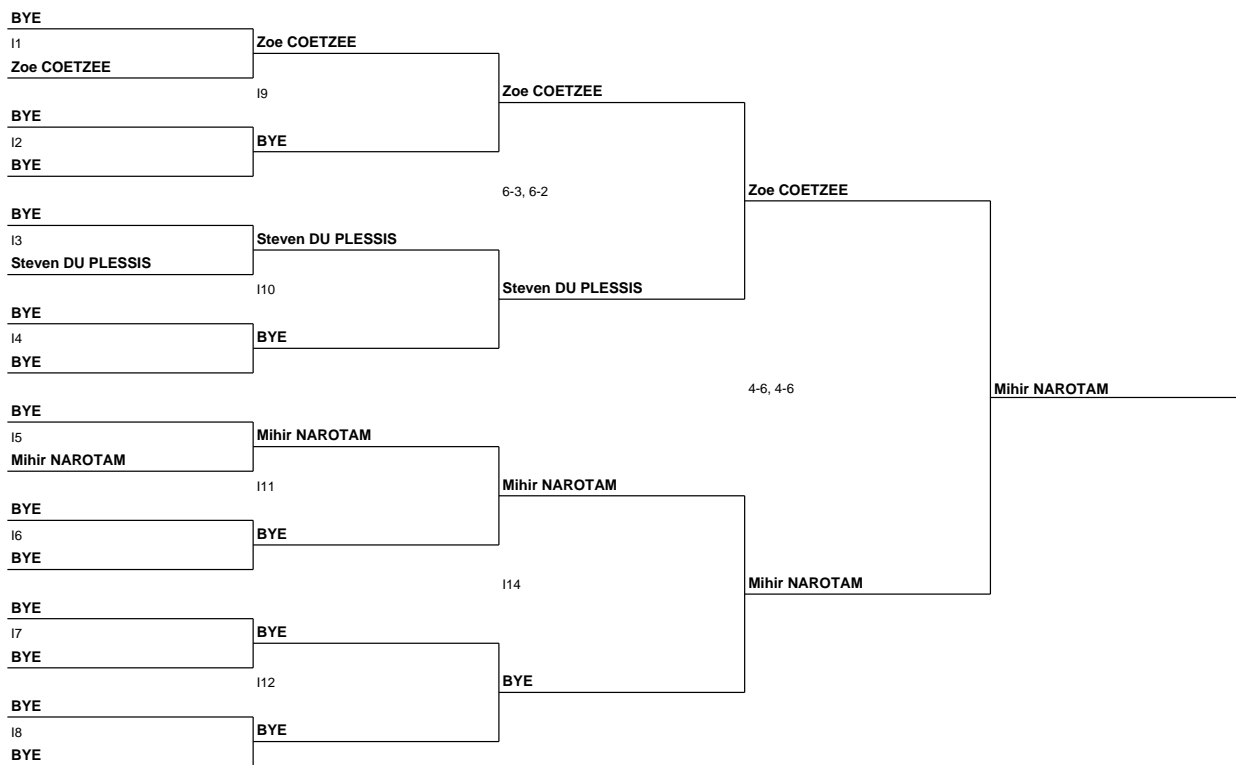 BYE
I1
Zoe COETZEE
Zoe COETZEE
I9
Zoe COETZEE
BYE
I2
BYE
BYE
6-3, 6-2
Zoe COETZEE
BYE
I3
Steven DU PLESSIS
Steven DU PLESSIS
I10
Steven DU PLESSIS
BYE
I4
BYE
BYE
4-6, 4-6
Mihir NAROTAM
BYE
I5
Mihir NAROTAM
Mihir NAROTAM
I11
Mihir NAROTAM
BYE
I6
BYE
BYE
I14
Mihir NAROTAM
BYE
I7
BYE
BYE
I12
BYE
BYE
I8
BYE
BYE